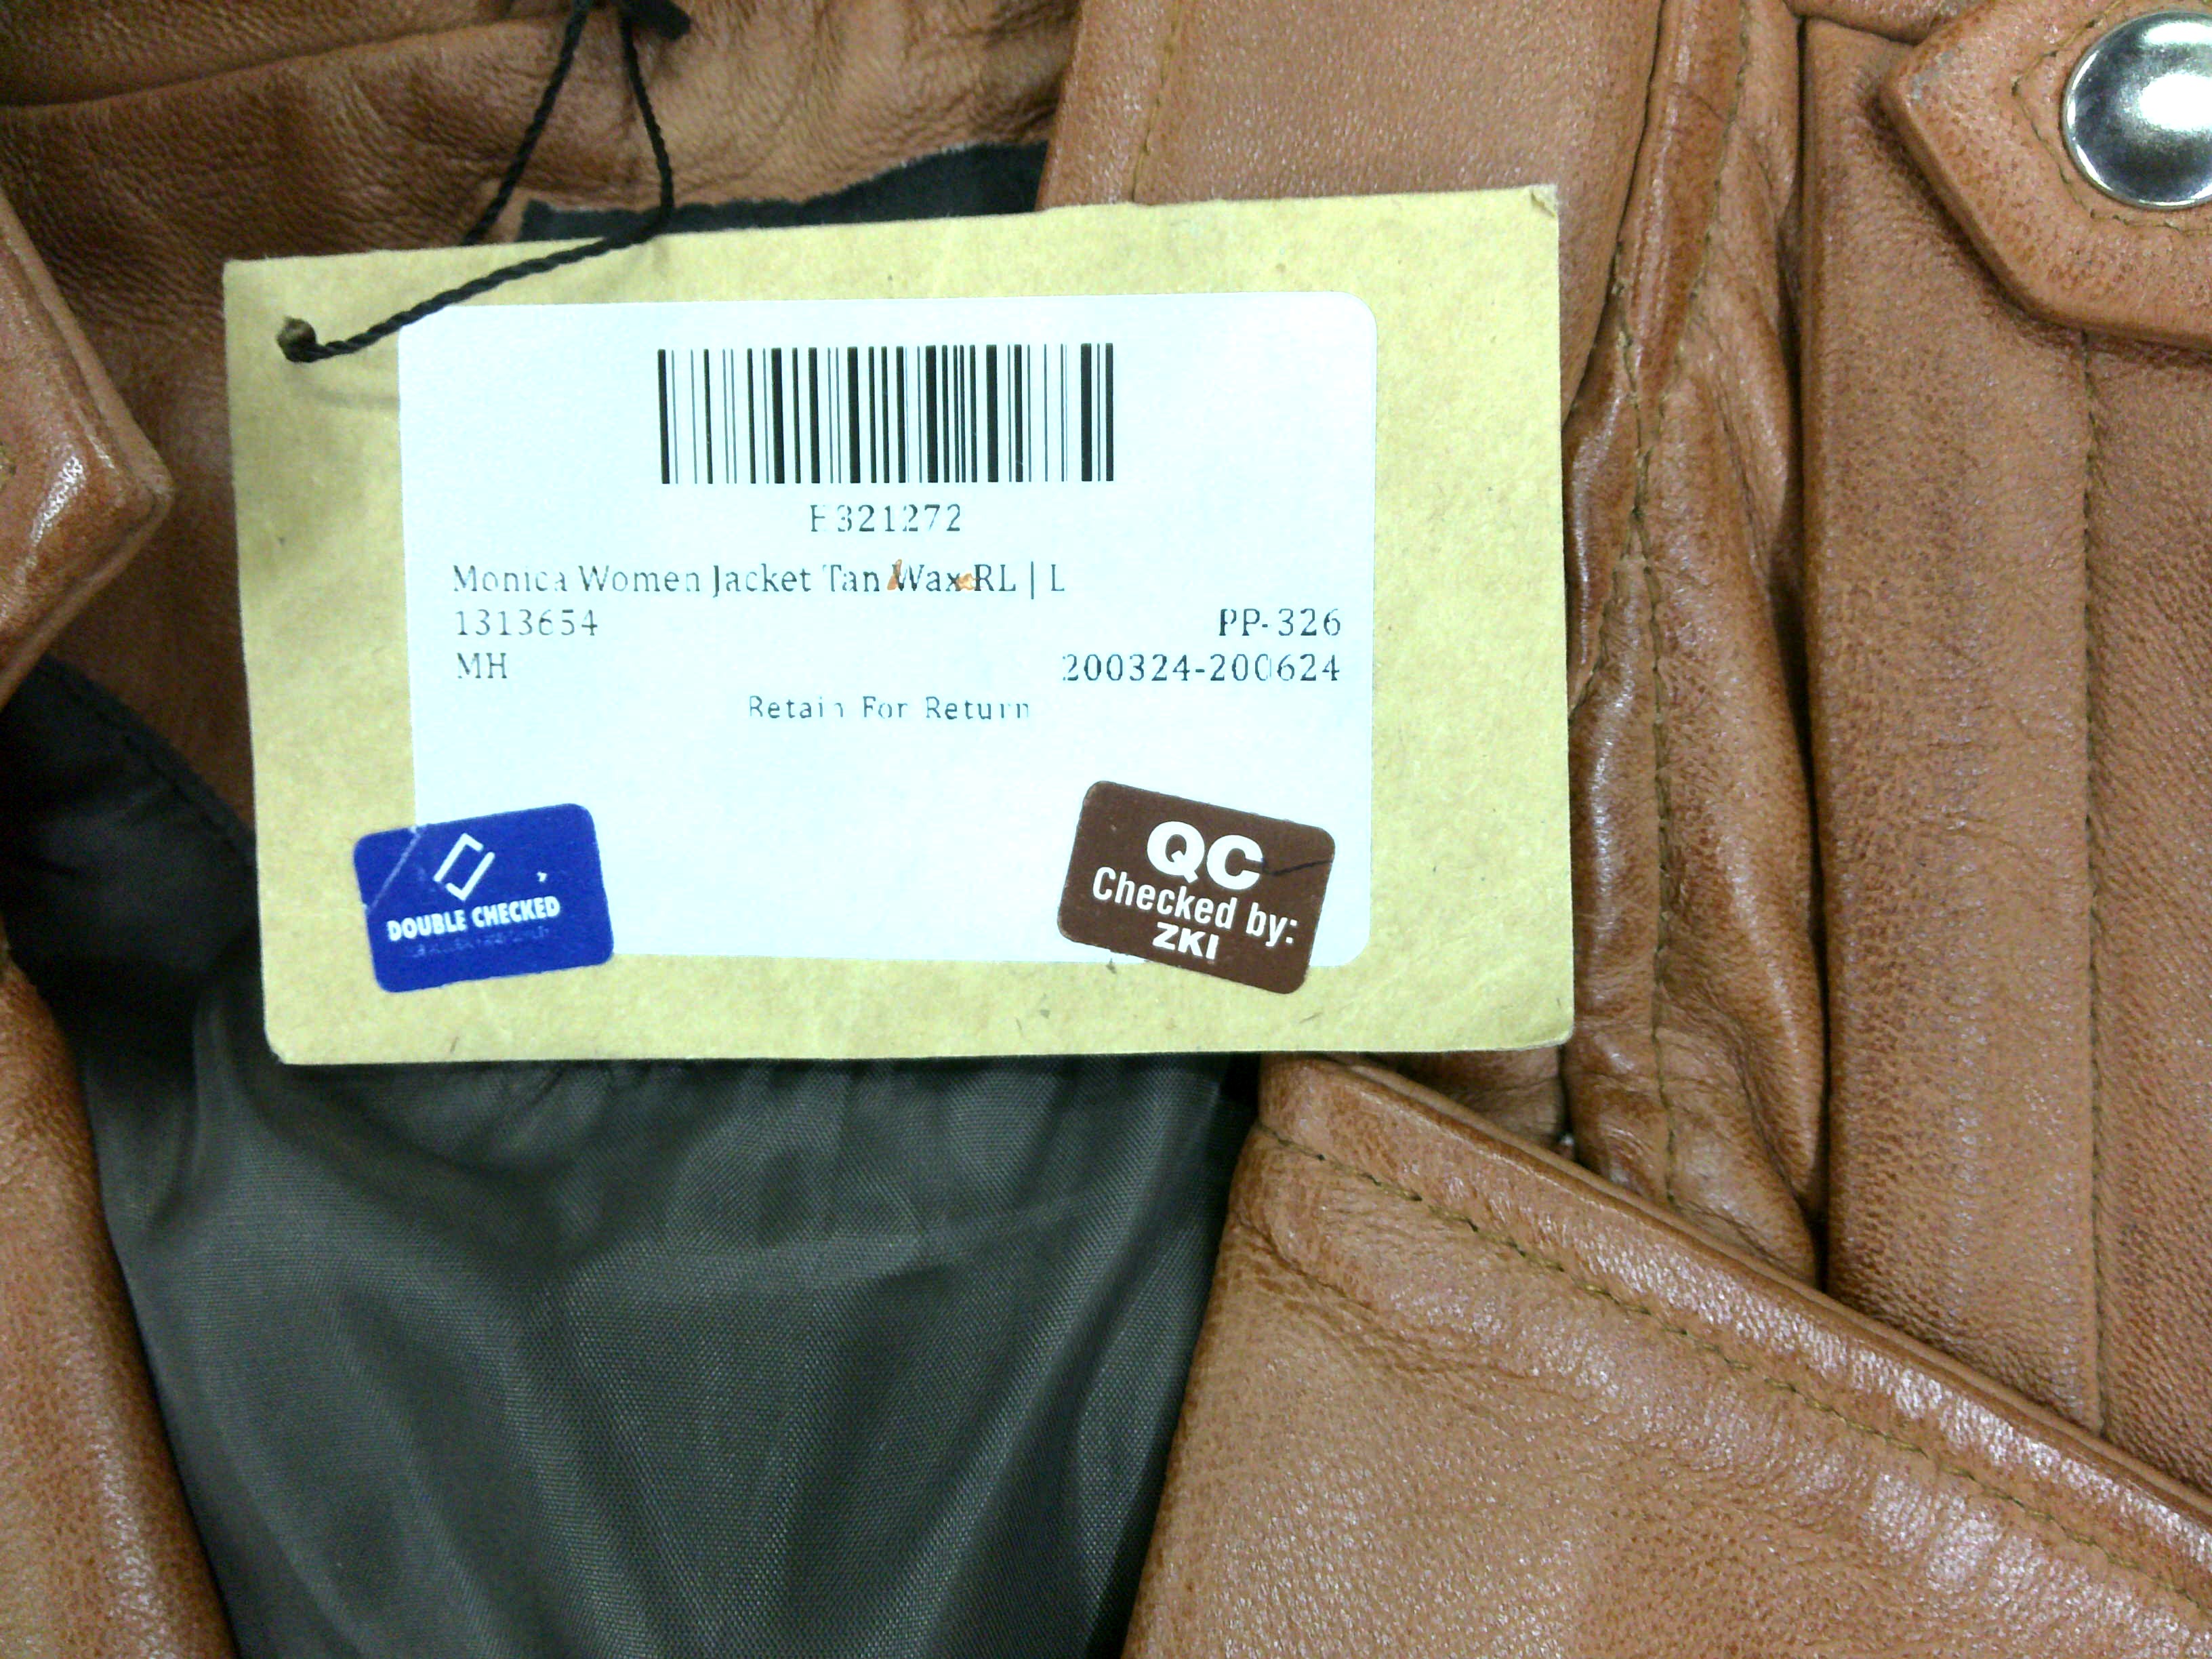 F321272
Monica Women Jacket Tan Wax RL | L
1313654
PP-326
MH
200324-200624
Retain For Return
DOUBLE CHECKED
QC
Checked by:
ZKI